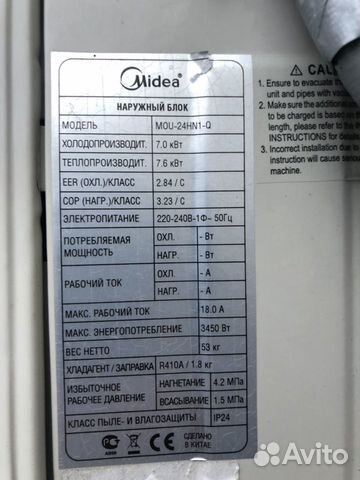 Midea
НАРУЖНЫЙ БЛОК
МОДЕЛЬ MOU-24HN1-Q
ХОЛОДОПРОИЗВОДИТ. 7.0 кВт
ТЕПЛОПРОИЗВОДИТ. 7.6 кВт
EER (ОХЛ.)/КЛАСС 2.84 / C
COP (НАГР.)/КЛАСС 3.23 / C
ЭЛЕКТРОПИТАНИЕ 220-240В-1Ф~ 50Гц
ПОТРЕБЛЯЕМАЯ МОЩНОСТЬ ОХЛ. - Вт
НАГР. - Вт
РАБОЧИЙ ТОК ОХЛ. - А
НАГР. - А
МАКС. РАБОЧИЙ ТОК 18.0 А
МАКС. ЭНЕРГОПОТРЕБЛЕНИЕ 3450 Вт
ВЕС НЕТТО 53 кг
ХЛАДАГЕНТ / ЗАПРАВКА R410A / 1.8 кг
ИЗБЫТОЧНОЕ РАБОЧЕЕ ДАВЛЕНИЕ НАГНЕТАНИЕ 4.2 МПа
ВСАСЫВАНИЕ 1.5 МПа
КЛАСС ПЫЛЕ- И ВЛАГОЗАЩИТЫ IP24
СДЕЛАНО
В КИТАЕ
1. Ensure to evacuate
unit and pipes with
2. Make sure the additional
to be charged is based
length, please refer to the
INSTRUCTIONS for details
3. Incorrect installation due to
instruction will cause
machine.
Avito